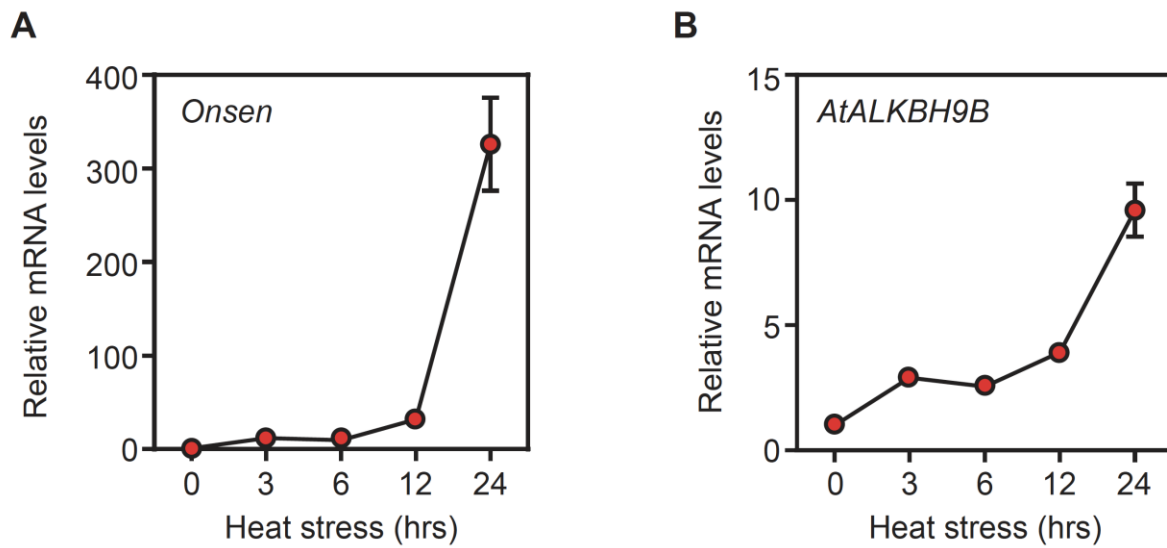 A
Relative mRNA levels
400
300
200
100
0
Onsen
0 3 6 12 24
Heat stress (hrs)
B
Relative mRNA levels
15
10
5
0
AtALKBH9B
0 3 6 12 24
Heat stress (hrs)